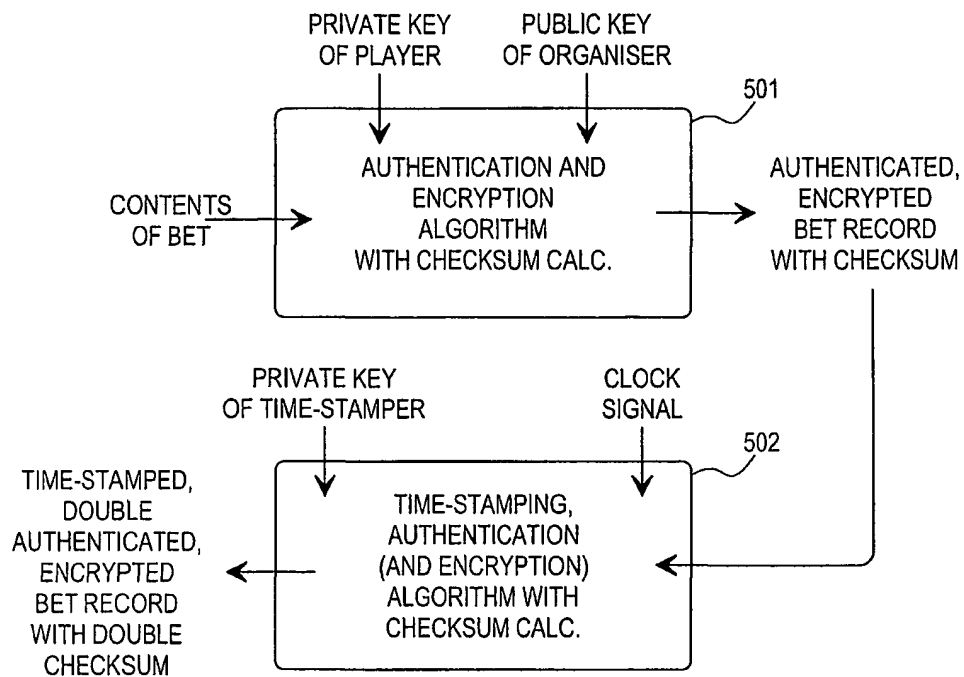 PRIVATE KEY
OF PLAYER
PUBLIC KEY
OF ORGANISER
501
AUTHENTICATION AND
ENCRYPTION
ALGORITHM
WITH CHECKSUM CALC.
CONTENTS
OF BET
AUTHENTICATED,
ENCRYPTED
BET RECORD
WITH CHECKSUM
PRIVATE KEY
OF TIME-STAMPER
CLOCK
SIGNAL
502
TIME-STAMPING,
AUTHENTICATION
(AND ENCRYPTION)
ALGORITHM WITH
CHECKSUM CALC.
TIME-STAMPED,
DOUBLE
AUTHENTICATED,
ENCRYPTED
BET RECORD
WITH DOUBLE
CHECKSUM